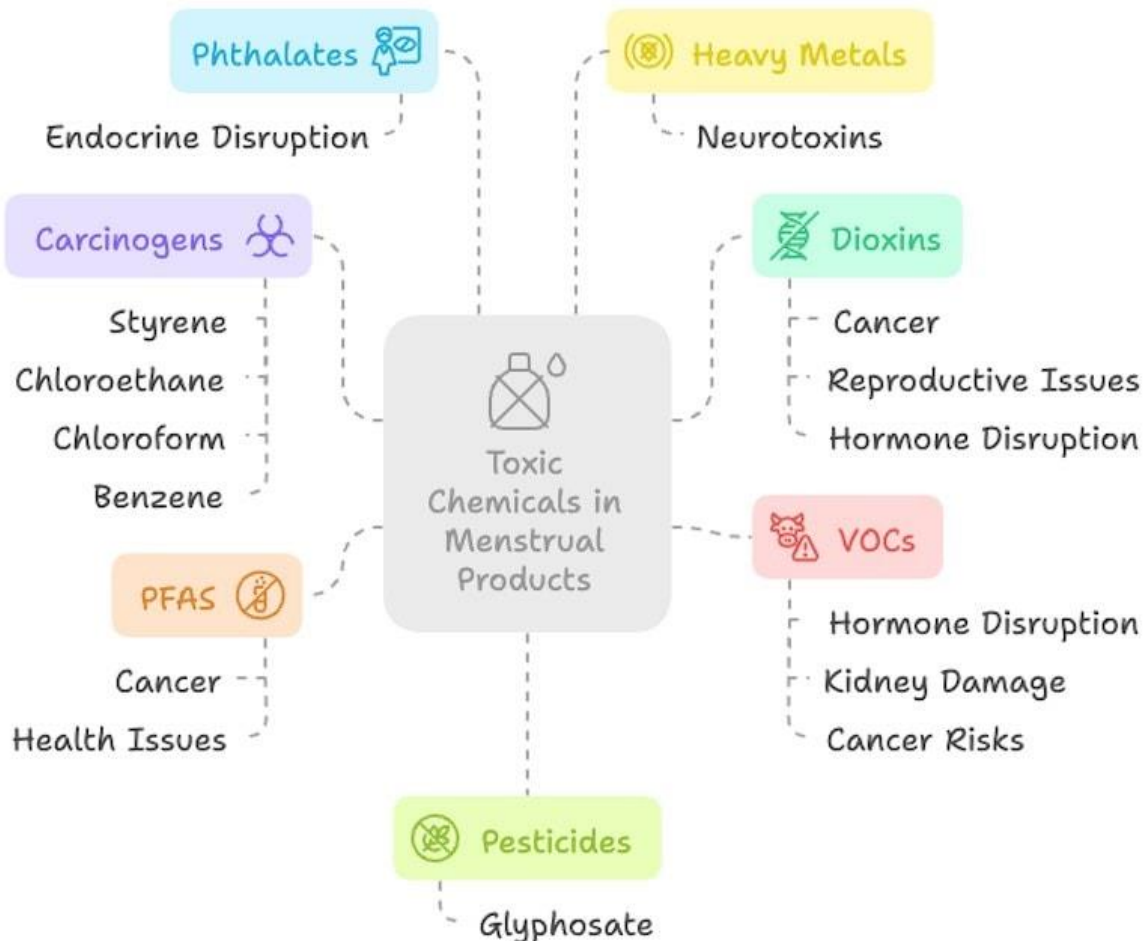 Phthalates
Endocrine Disruption
Heavy Metals
Neurotoxins
Carcinogens
Styrene
Chloroethane
Chloroform
Benzene
Dioxins
Cancer
Reproductive Issues
Hormone Disruption
Toxic
Chemicals in
Menstrual
Products
PFAS
Cancer
Health Issues
VOCs
Hormone Disruption
Kidney Damage
Cancer Risks
Pesticides
Glyphosate